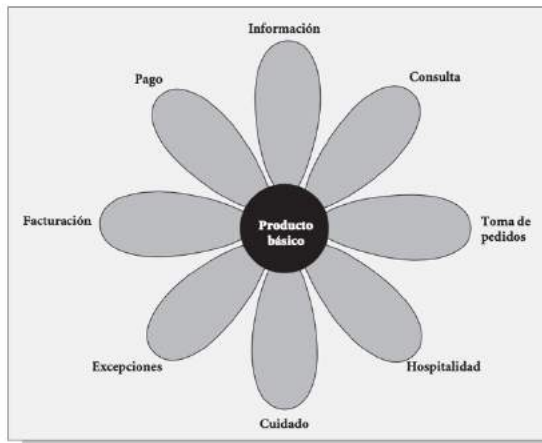 Información
Consulta
Pago
Facturación
Producto
básico
Toma de
pedidos
Excepciones
Hospitalidad
Cuidado